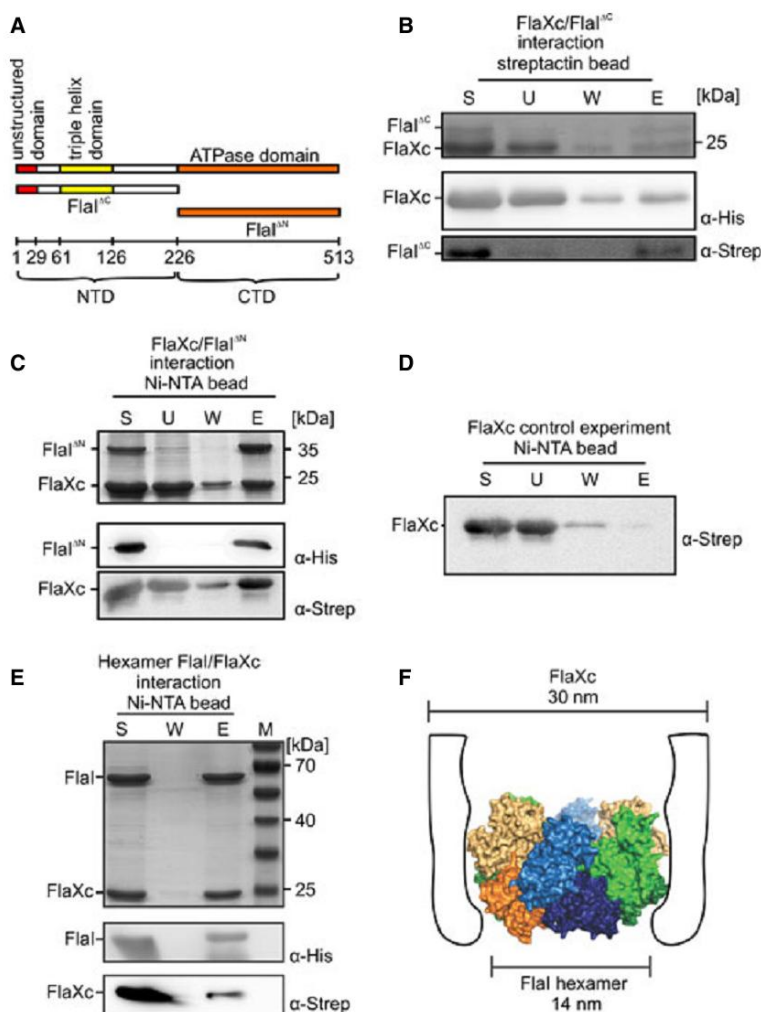 A
unstructured
domain
triple helix
domain
ATPase domain
FlaI^ΔC
FlaI^ΔN
1 29 61 126 226 513
NTD CTD
B
FlaXc/FlaI^ΔC
interaction
streptactin bead
S U W E [kDa]
FlaI^ΔC
FlaXc
25
FlaXc
α-His
FlaI^ΔC
α-Strep
C
FlaXc/FlaI^ΔN
interaction
Ni-NTA bead
S U W E [kDa]
FlaI^ΔN
35
25
FlaXc
FlaI^ΔN
α-His
FlaXc
α-Strep
D
FlaXc control experiment
Ni-NTA bead
S U W E
FlaXc
α-Strep
E
Hexamer FlaI/FlaXc
interaction
Ni-NTA bead
S W E M
[kDa]
70
FlaI
40
FlaXc
25
FlaI
α-His
FlaXc
α-Strep
F
FlaXc
30 nm
FlaI hexamer
14 nm